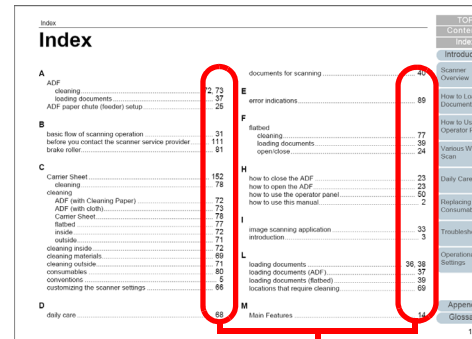 Index
Index
A
ADF
cleaning 72, 73
loading documents 37
ADF paper chute (feeder) setup 25
B
basic flow of scanning operation 31
before you contact the scanner service provider 111
brake roller 81
C
Carrier Sheet 152
cleaning 78
cleaning
ADF (with Cleaning Paper) 72
ADF (with cloth) 73
Carrier Sheet 78
flatbed 77
inside 72
outside 71
cleaning inside 72
cleaning materials 69
cleaning outside 71
consumables 80
conventions 5
customizing the scanner settings 66
D
daily care 68
documents for scanning 40
E
error indications 89
F
flatbed
cleaning 77
loading documents 39
open/close 24
H
how to close the ADF 23
how to open the ADF 23
how to use the operator panel 50
how to use this manual 2
I
image scanning application 33
introduction 3
L
loading documents 36, 38
loading documents (ADF) 37
loading documents (flatbed) 39
locations that require cleaning 69
M
Main Features 14
TOP
Conte
Index
Introduc
Scanner
Overview
How to Lo
Document
How to Us
Operator P
Various W
Scan
Daily Care
Replacing
Consumab
Troublesh
Operationa
Settings
Appen
Glossa
1